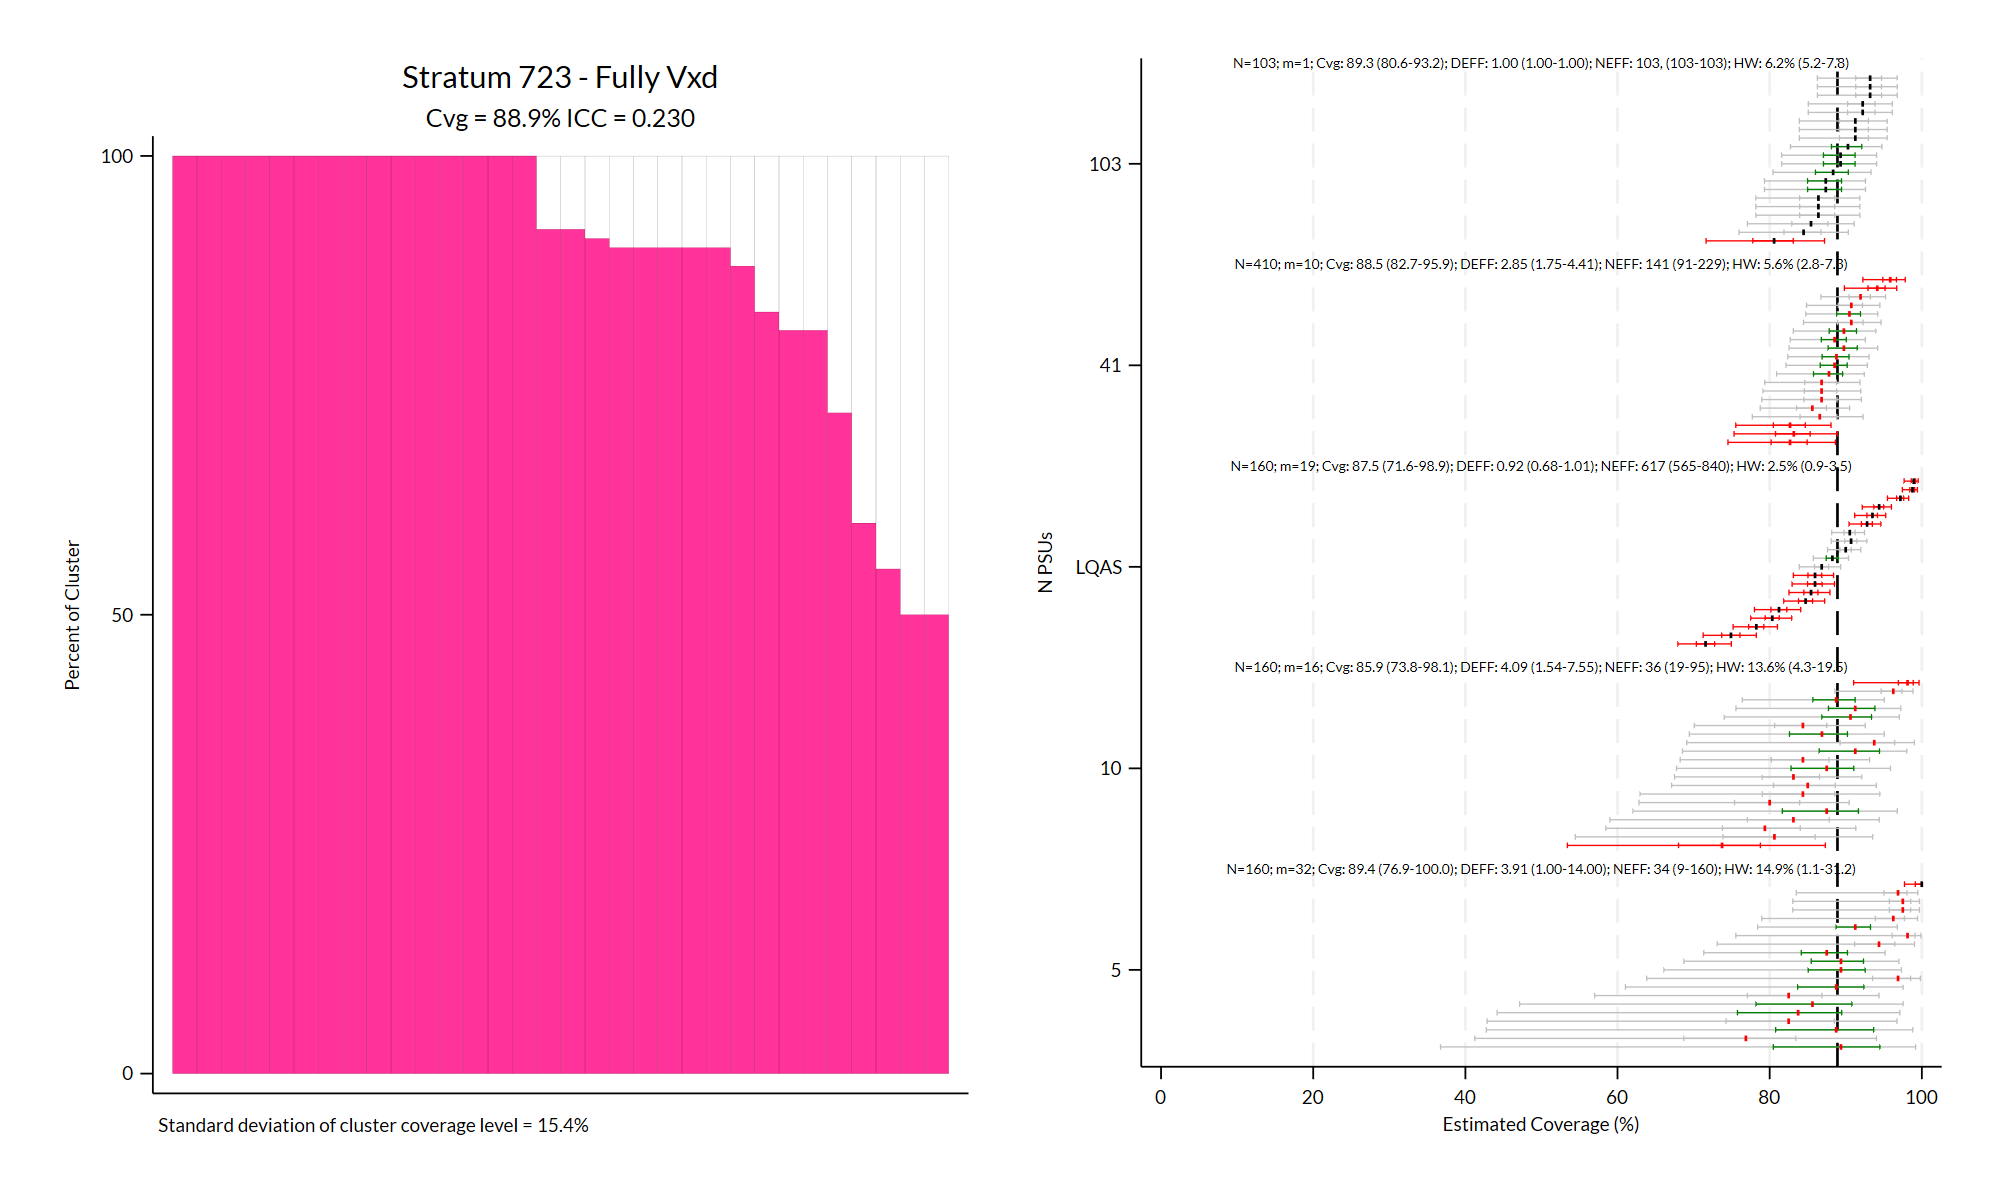 Stratum 723 - Fully Vxd
Cvg = 88.9% ICC = 0.230
100
50
0
Percent of Cluster
Standard deviation of cluster coverage level = 15.4%
N=103; m=1; Cvg: 89.3 (80.6-93.2); DEFF: 1.00 (1.00-1.00); NEFF: 103, (103-103); HW: 6.2% (5.2-7.8)
103
N=410; m=10; Cvg: 88.5 (82.7-95.9); DEFF: 2.85 (1.75-4.41); NEFF: 141 (91-229); HW: 5.6% (2.8-7.3)
41
N=160; m=19; Cvg: 87.5 (71.6-98.9); DEFF: 0.92 (0.68-1.01); NEFF: 617 (565-840); HW: 2.5% (0.9-3.5)
LQAS
N=160; m=16; Cvg: 85.9 (73.8-98.1); DEFF: 4.09 (1.54-7.55); NEFF: 36 (19-95); HW: 13.6% (4.3-19.5)
10
N=160; m=32; Cvg: 89.4 (76.9-100.0); DEFF: 3.91 (1.00-14.00); NEFF: 34 (9-160); HW: 14.9% (1.1-31.2)
5
N PSUs
0 20 40 60 80 100
Estimated Coverage (%)